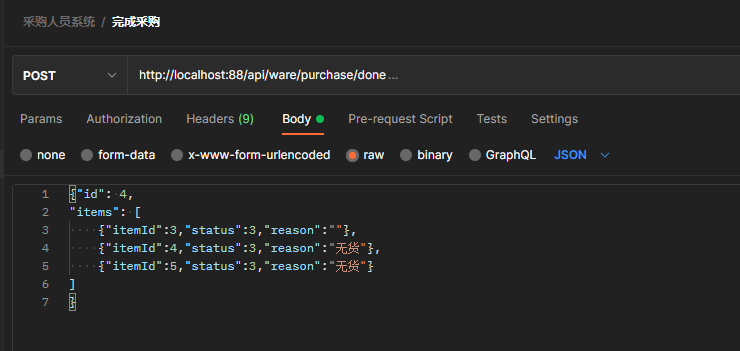 采购人员系统 / 完成采购
POST http://localhost:88/api/ware/purchase/done ...
Params Authorization Headers (9) Body Pre-request Script Tests Settings
none form-data x-www-form-urlencoded raw binary GraphQL JSON
1 {"id": 4,
2 "items": [
3 {"itemId":3,"status":3,"reason":""},
4 {"itemId":4,"status":3,"reason":"无货"},
5 {"itemId":5,"status":3,"reason":"无货"}
6 ]
7 }